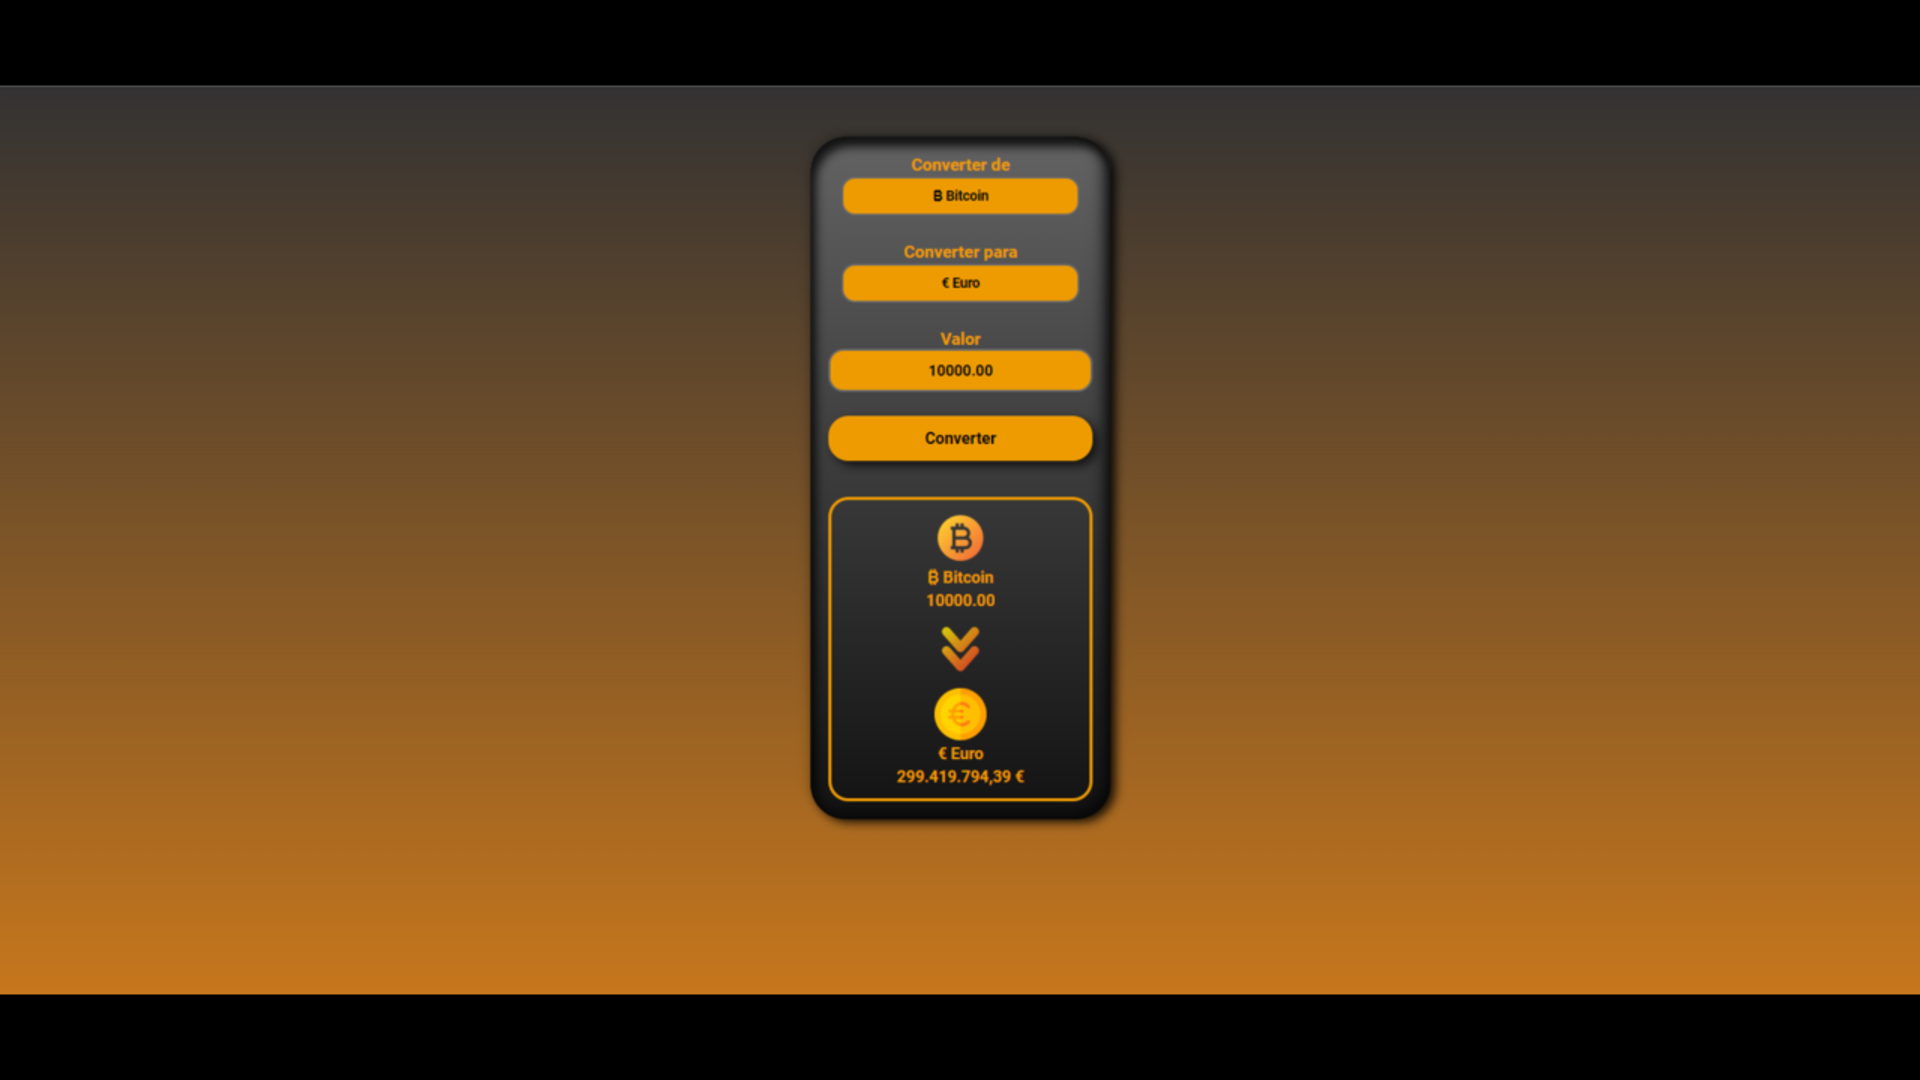 Converter de
₿ Bitcoin
Converter para
€ Euro
Valor
10000.00
Converter
₿ Bitcoin
10000.00
€ Euro
299.419.794,39 €